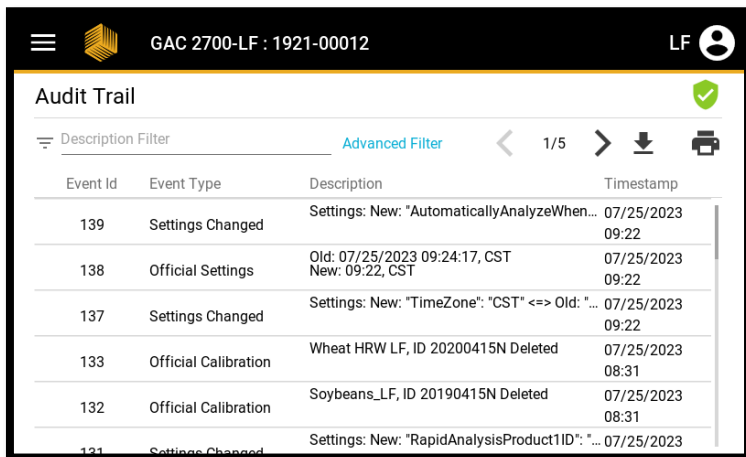 GAC 2700-LF : 1921-00012 LF
Audit Trail
Description Filter Advanced Filter 1/5
Event Id Event Type Description Timestamp
139 Settings Changed Settings: New: "AutomaticallyAnalyzeWhen... 07/25/2023
09:22
138 Official Settings Old: 07/25/2023 09:24:17, CST 07/25/2023
New: 09:22, CST 09:22
137 Settings Changed Settings: New: "TimeZone": "CST" <=> Old: "... 07/25/2023
09:22
133 Official Calibration Wheat HRW LF, ID 20200415N Deleted 07/25/2023
08:31
132 Official Calibration Soybeans_LF, ID 20190415N Deleted 07/25/2023
08:31
131 Settings Changed Settings: New: "RapidAnalysisProduct1ID": "... 07/25/2023